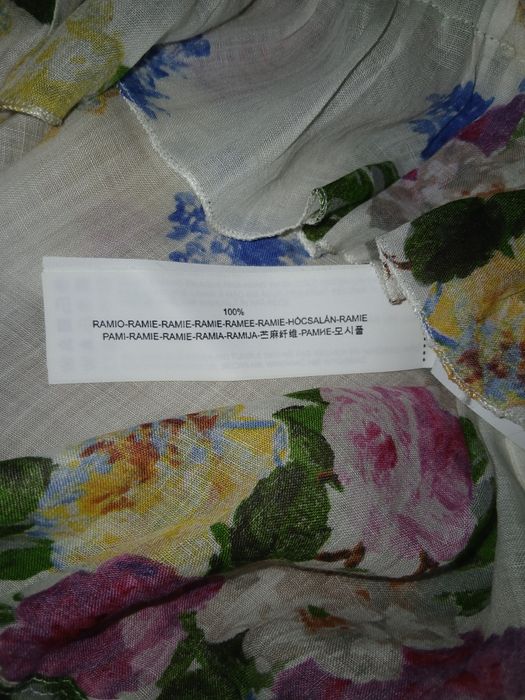 100%
RAMIO-RAMIE-RAMIE-RAMIE-RAMEE-RAMIE-HÓCSALÁN-RAMIE
PAMI-RAMIE-RAMIE-RAMIA-RAMIJA-苎麻纤维-РАМИЕ-모시풀